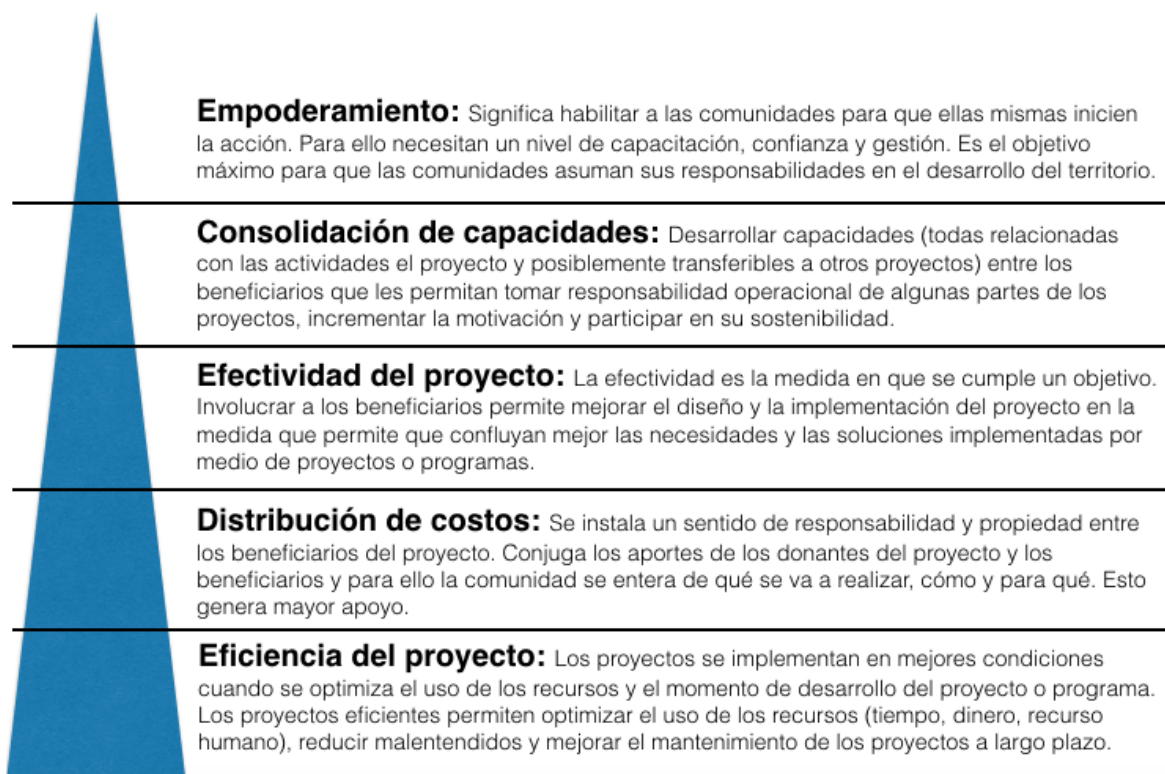 Empoderamiento: Significa habilitar a las comunidades para que ellas mismas inicien
la acción. Para ello necesitan un nivel de capacitación, confianza y gestión. Es el objetivo
máximo para que las comunidades asuman sus responsabilidades en el desarrollo del territorio.
Consolidación de capacidades: Desarrollar capacidades (todas relacionadas
con las actividades el proyecto y posiblemente transferibles a otros proyectos) entre los
beneficiarios que les permitan tomar responsabilidad operacional de algunas partes de los
proyectos, incrementar la motivación y participar en su sostenibilidad.
Efectividad del proyecto: La efectividad es la medida en que se cumple un objetivo.
Involucrar a los beneficiarios permite mejorar el diseño y la implementación del proyecto en la
medida que permite que confluyan mejor las necesidades y las soluciones implementadas por
medio de proyectos o programas.
Distribución de costos: Se instala un sentido de responsabilidad y propiedad entre
los beneficiarios del proyecto. Conjuga los aportes de los donantes del proyecto y los
beneficiarios y para ello la comunidad se entera de qué se va a realizar, cómo y para qué. Esto
genera mayor apoyo.
Eficiencia del proyecto: Los proyectos se implementan en mejores condiciones
cuando se optimiza el uso de los recursos y el momento de desarrollo del proyecto o programa.
Los proyectos eficientes permiten optimizar el uso de los recursos (tiempo, dinero, recurso
humano), reducir malentendidos y mejorar el mantenimiento de los proyectos a largo plazo.